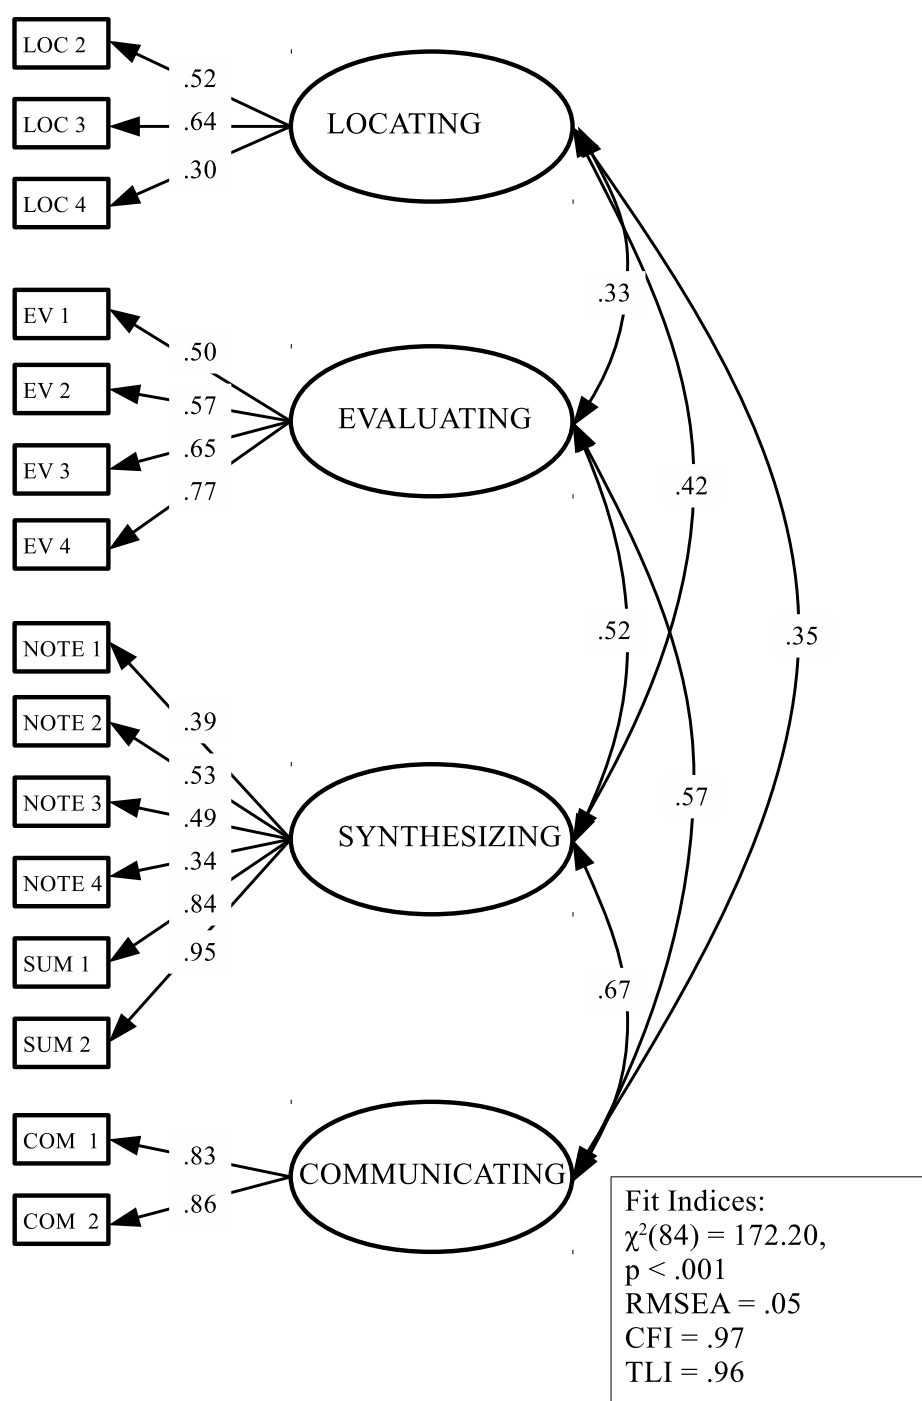 LOC 2
.52
LOC 3
.64
LOCATING
.30
LOC 4
.33
EV 1
.50
EV 2
.57
EVALUATING
.65
EV 3
.77
.42
EV 4
.52
.35
NOTE 1
.39
NOTE 2
.53
.57
NOTE 3
.49
SYNTHESIZING
.34
NOTE 4
.84
SUM 1
.95
.67
SUM 2
COM 1
.83
COMMUNICATING
.86
COM 2
Fit Indices:
χ²(84) = 172.20,
p < .001
RMSEA = .05
CFI = .97
TLI = .96